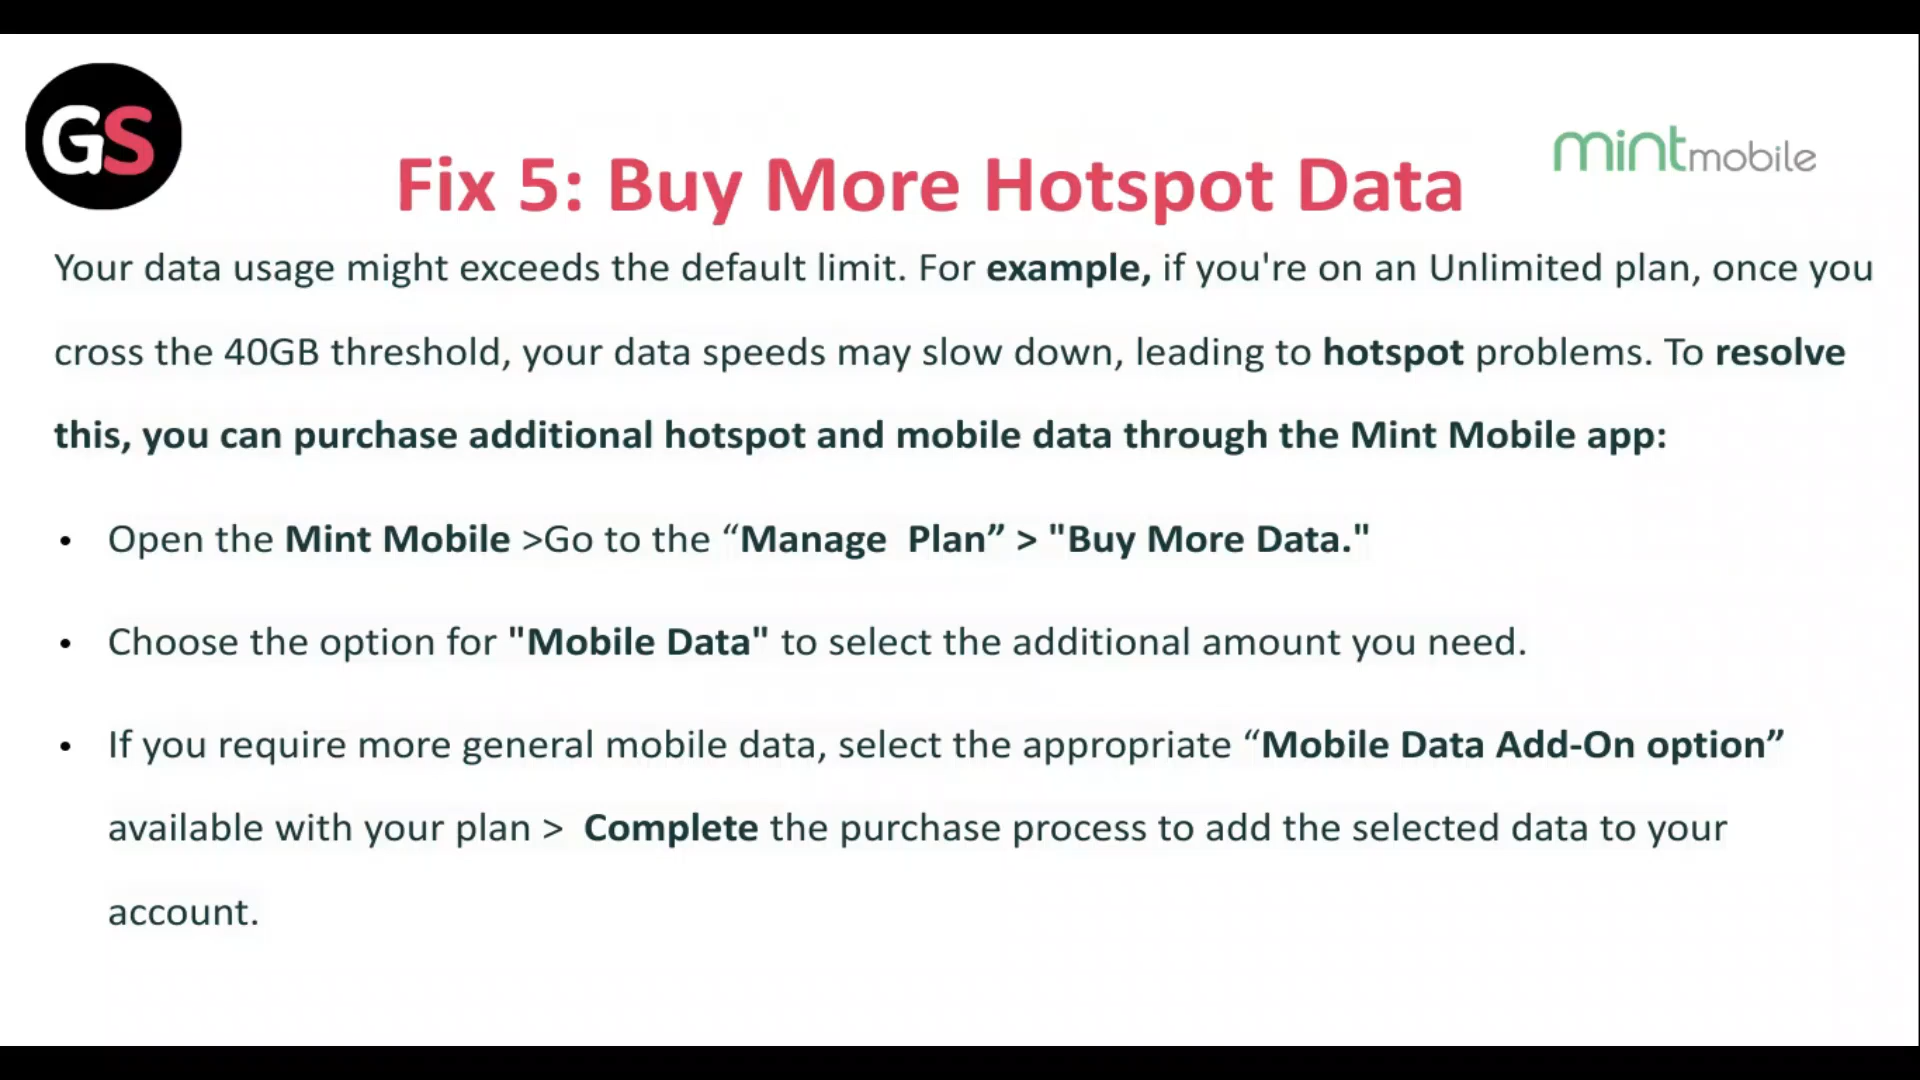 GS
mintmobile
Fix 5: Buy More Hotspot Data
Your data usage might exceeds the default limit. For example, if you're on an Unlimited plan, once you
cross the 40GB threshold, your data speeds may slow down, leading to hotspot problems. To resolve
this, you can purchase additional hotspot and mobile data through the Mint Mobile app:
• Open the Mint Mobile >Go to the “Manage  Plan” > "Buy More Data."
• Choose the option for "Mobile Data" to select the additional amount you need.
• If you require more general mobile data, select the appropriate “Mobile Data Add-On option”
available with your plan >  Complete the purchase process to add the selected data to your
account.